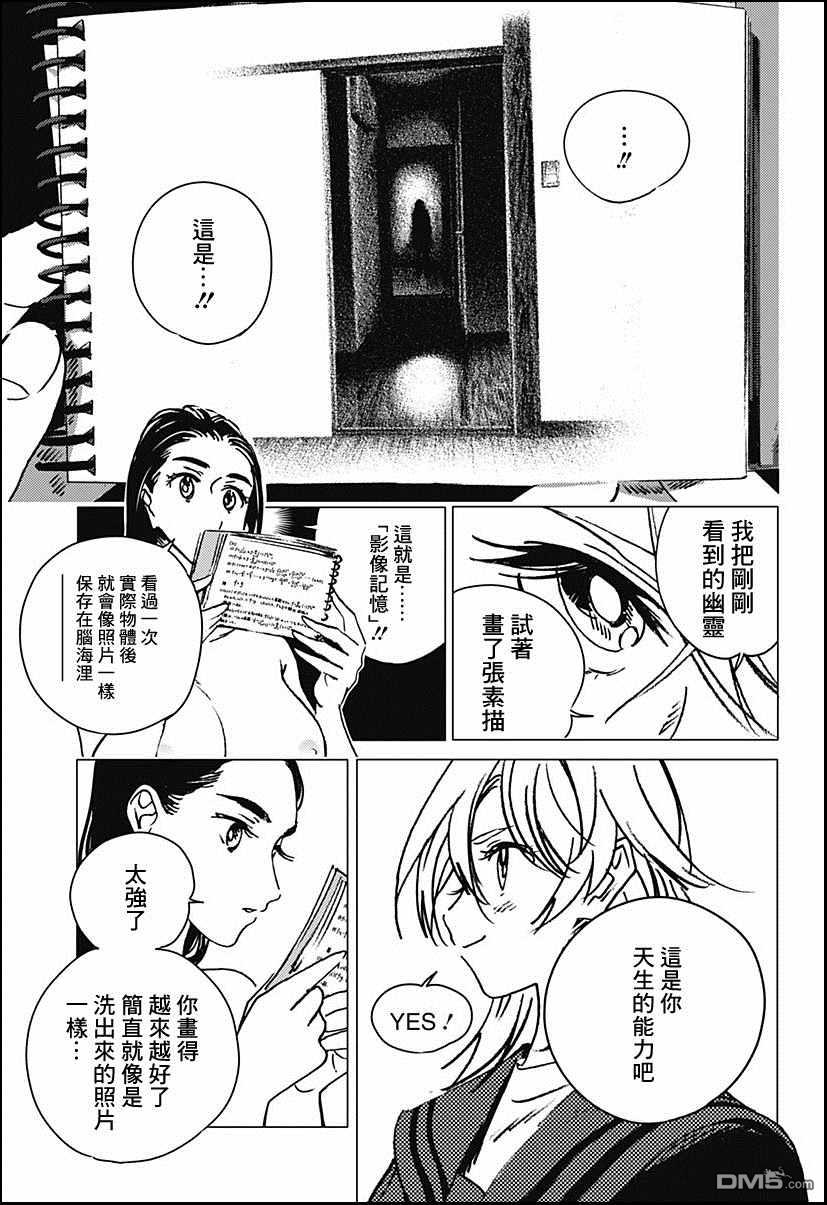 …!!
這是…!!
我把剛剛
看到的幽靈
試著
畫了張素描
這就是……
「影像記憶」!!
看過一次
實際物體後
就會像照片一樣
保存在腦海浬
——
這是你
天生的能力吧
YES!
太強了
你畫得
越來越好了
簡直就像是
洗出來的照片
一樣…
DM5.com